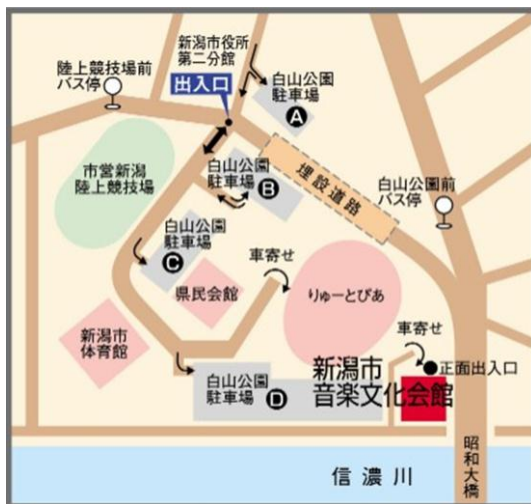 新潟市役所
第二分館
陸上競技場前
バス停
出入口
白山公園
駐車場
A
市営新潟
陸上競技場
白山公園
駐車場
B
埋設道路
白山公園前
バス停
白山公園
駐車場
C
車寄せ
県民会館
りゅーとぴあ
新潟市
体育館
車寄せ
新潟市
音楽文化会館
正面出入口
白山公園
駐車場
D
昭和大橋
信濃川